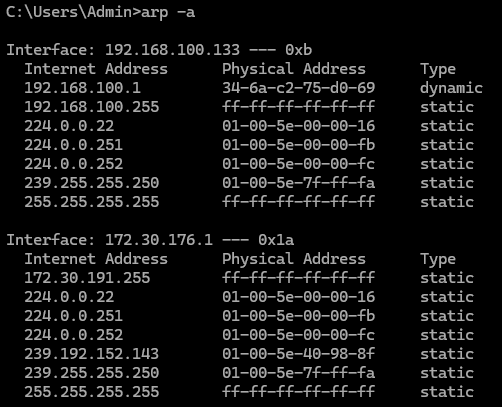 C:\Users\Admin>arp -a
Interface: 192.168.100.133 --- 0xb
Internet Address Physical Address Type
192.168.100.1 34-6a-c2-75-d0-69 dynamic
192.168.100.255 ff-ff-ff-ff-ff-ff static
224.0.0.22 01-00-5e-00-00-16 static
224.0.0.251 01-00-5e-00-00-fb static
224.0.0.252 01-00-5e-00-00-fc static
239.255.255.250 01-00-5e-7f-ff-fa static
255.255.255.255 ff-ff-ff-ff-ff-ff static
Interface: 172.30.176.1 --- 0x1a
Internet Address Physical Address Type
172.30.191.255 ff-ff-ff-ff-ff-ff static
224.0.0.22 01-00-5e-00-00-16 static
224.0.0.251 01-00-5e-00-00-fb static
224.0.0.252 01-00-5e-00-00-fc static
239.192.152.143 01-00-5e-40-98-8f static
239.255.255.250 01-00-5e-7f-ff-fa static
255.255.255.255 ff-ff-ff-ff-ff-ff static